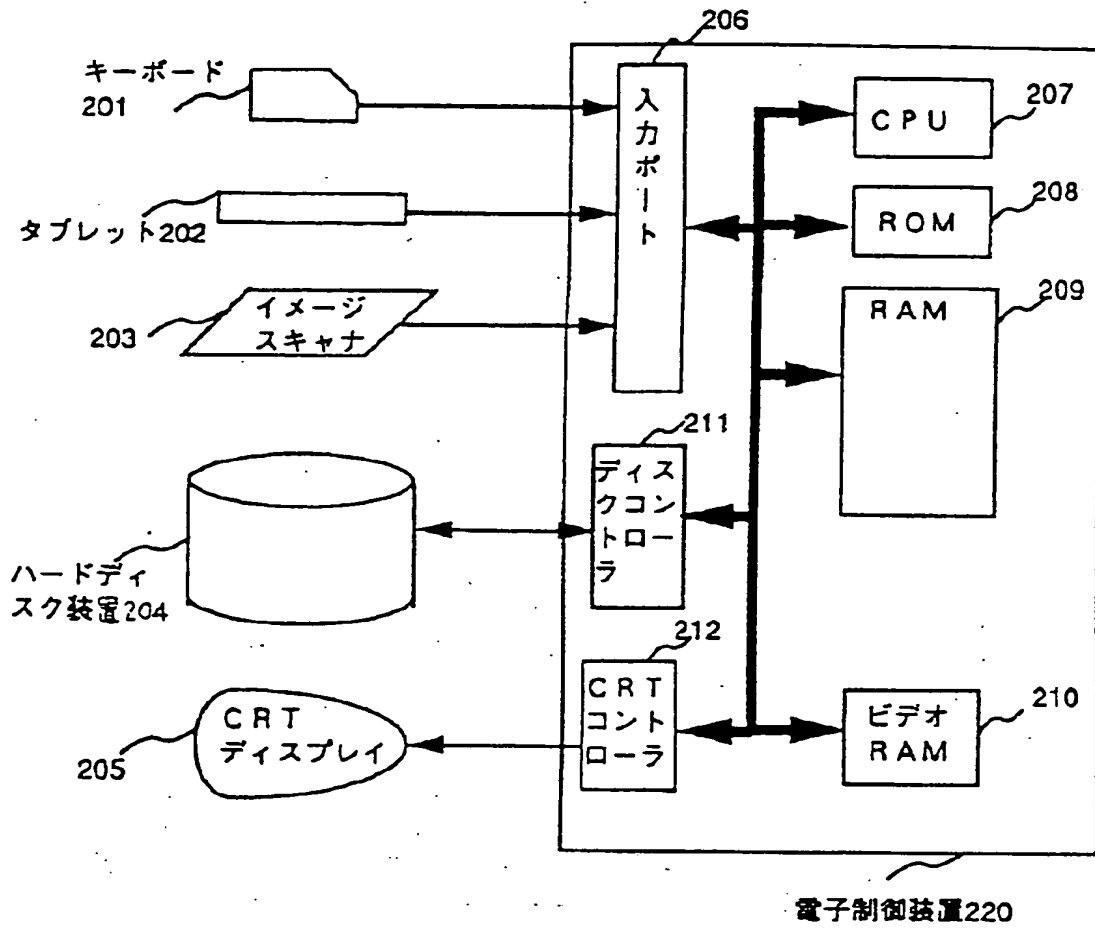 206
キーボード
201
入力ポート
CPU
207
タブレット202
ROM
208
イメージ
スキャナ
203
RAM
209
211
ディス
クコン
トロー
ラ
ハードディ
スク装置204
212
CRT
コント
ローラ
CRT
ディスプレイ
205
ビデオ
RAM
210
電子制御装置220